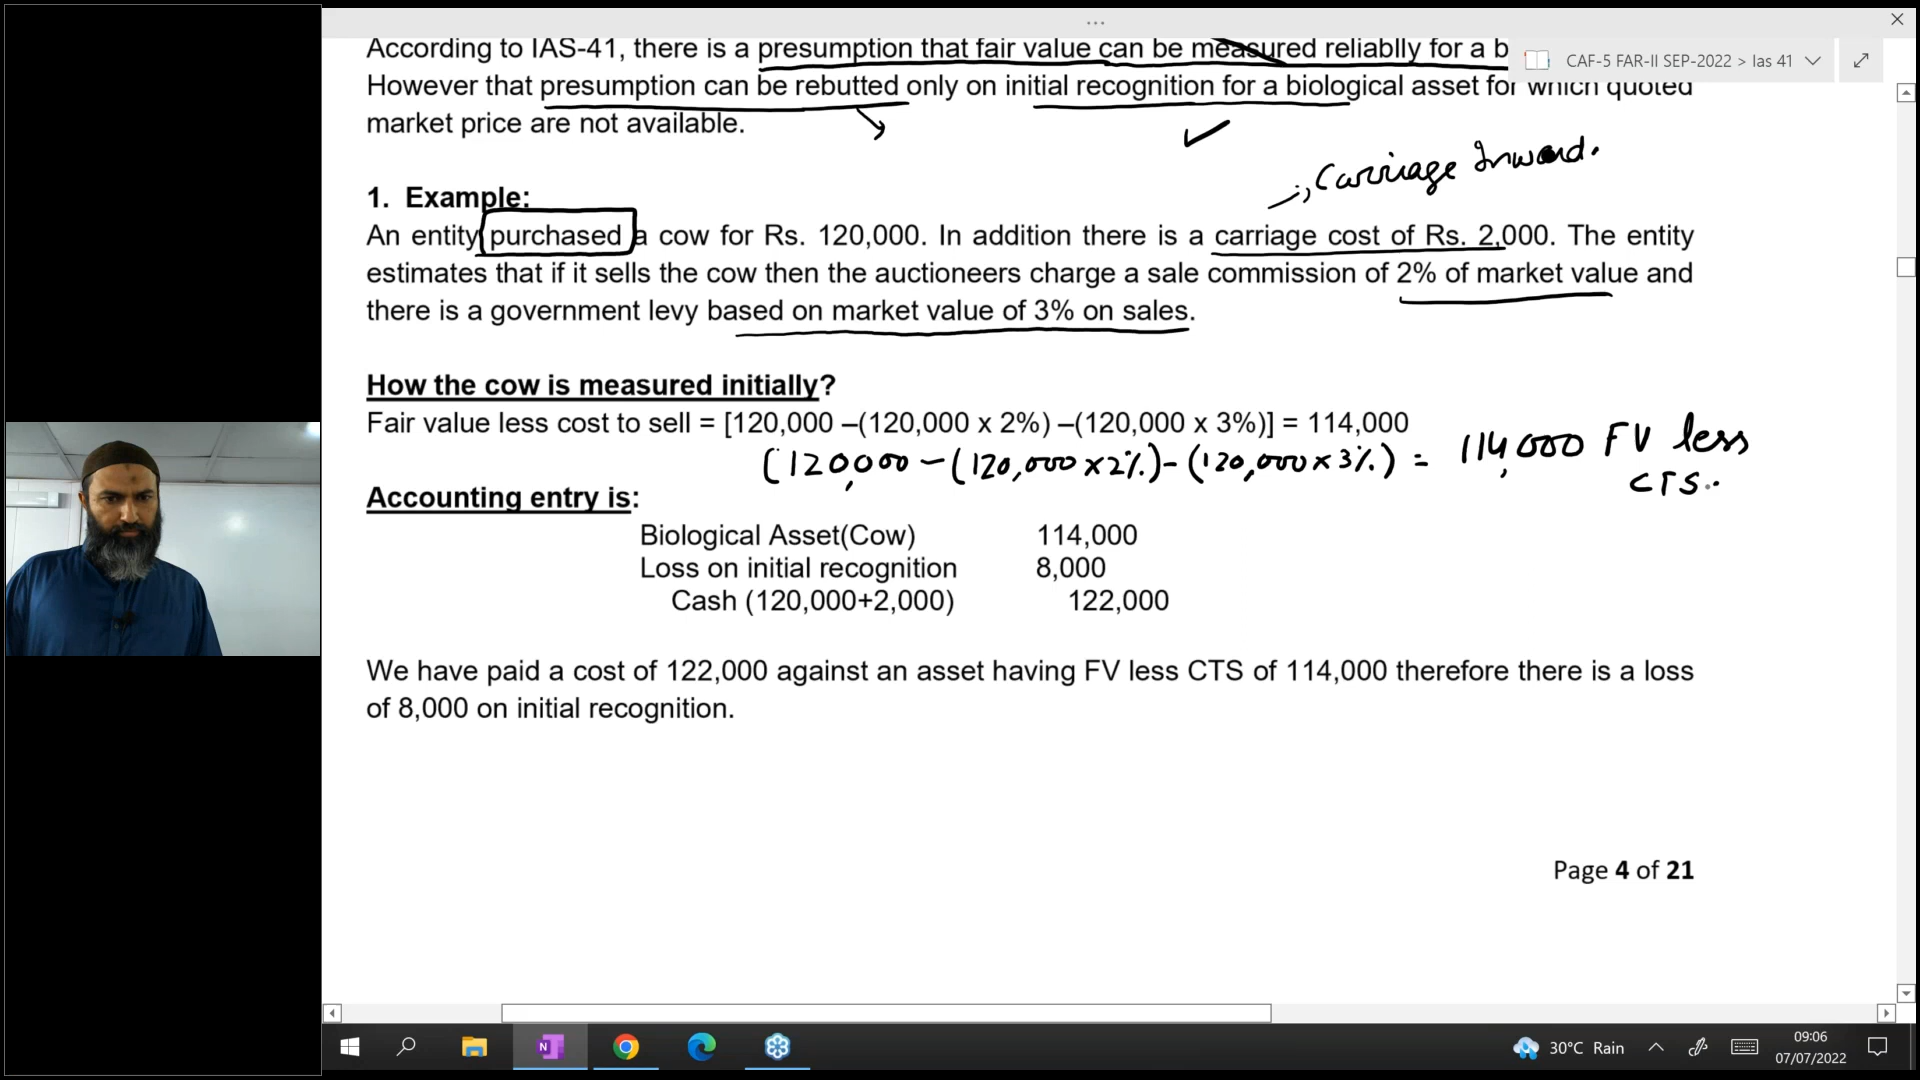 According to IAS-41, there is a presumption that fair value can be measured reliablly for a b
CAF-5 FAR-II SEP-2022 > Ias 41
However that presumption can be rebutted only on initial recognition for a biological asset for which quoted
market price are not available.
Carriage Inward.
1. Example:
An entity purchased a cow for Rs. 120,000. In addition there is a carriage cost of Rs. 2,000. The entity
estimates that if it sells the cow then the auctioneers charge a sale commission of 2% of market value and
there is a government levy based on market value of 3% on sales.
How the cow is measured initially?
Fair value less cost to sell = [120,000 –(120,000 x 2%) –(120,000 x 3%)] = 114,000
(120,000 – (120,000 x 2%) – (120,000 x 3%) = 114,000 FV less
CTS.
Accounting entry is:
Biological Asset(Cow) 114,000
Loss on initial recognition 8,000
Cash (120,000+2,000) 122,000
We have paid a cost of 122,000 against an asset having FV less CTS of 114,000 therefore there is a loss
of 8,000 on initial recognition.
Page 4 of 21
30°C Rain
09:06
07/07/2022